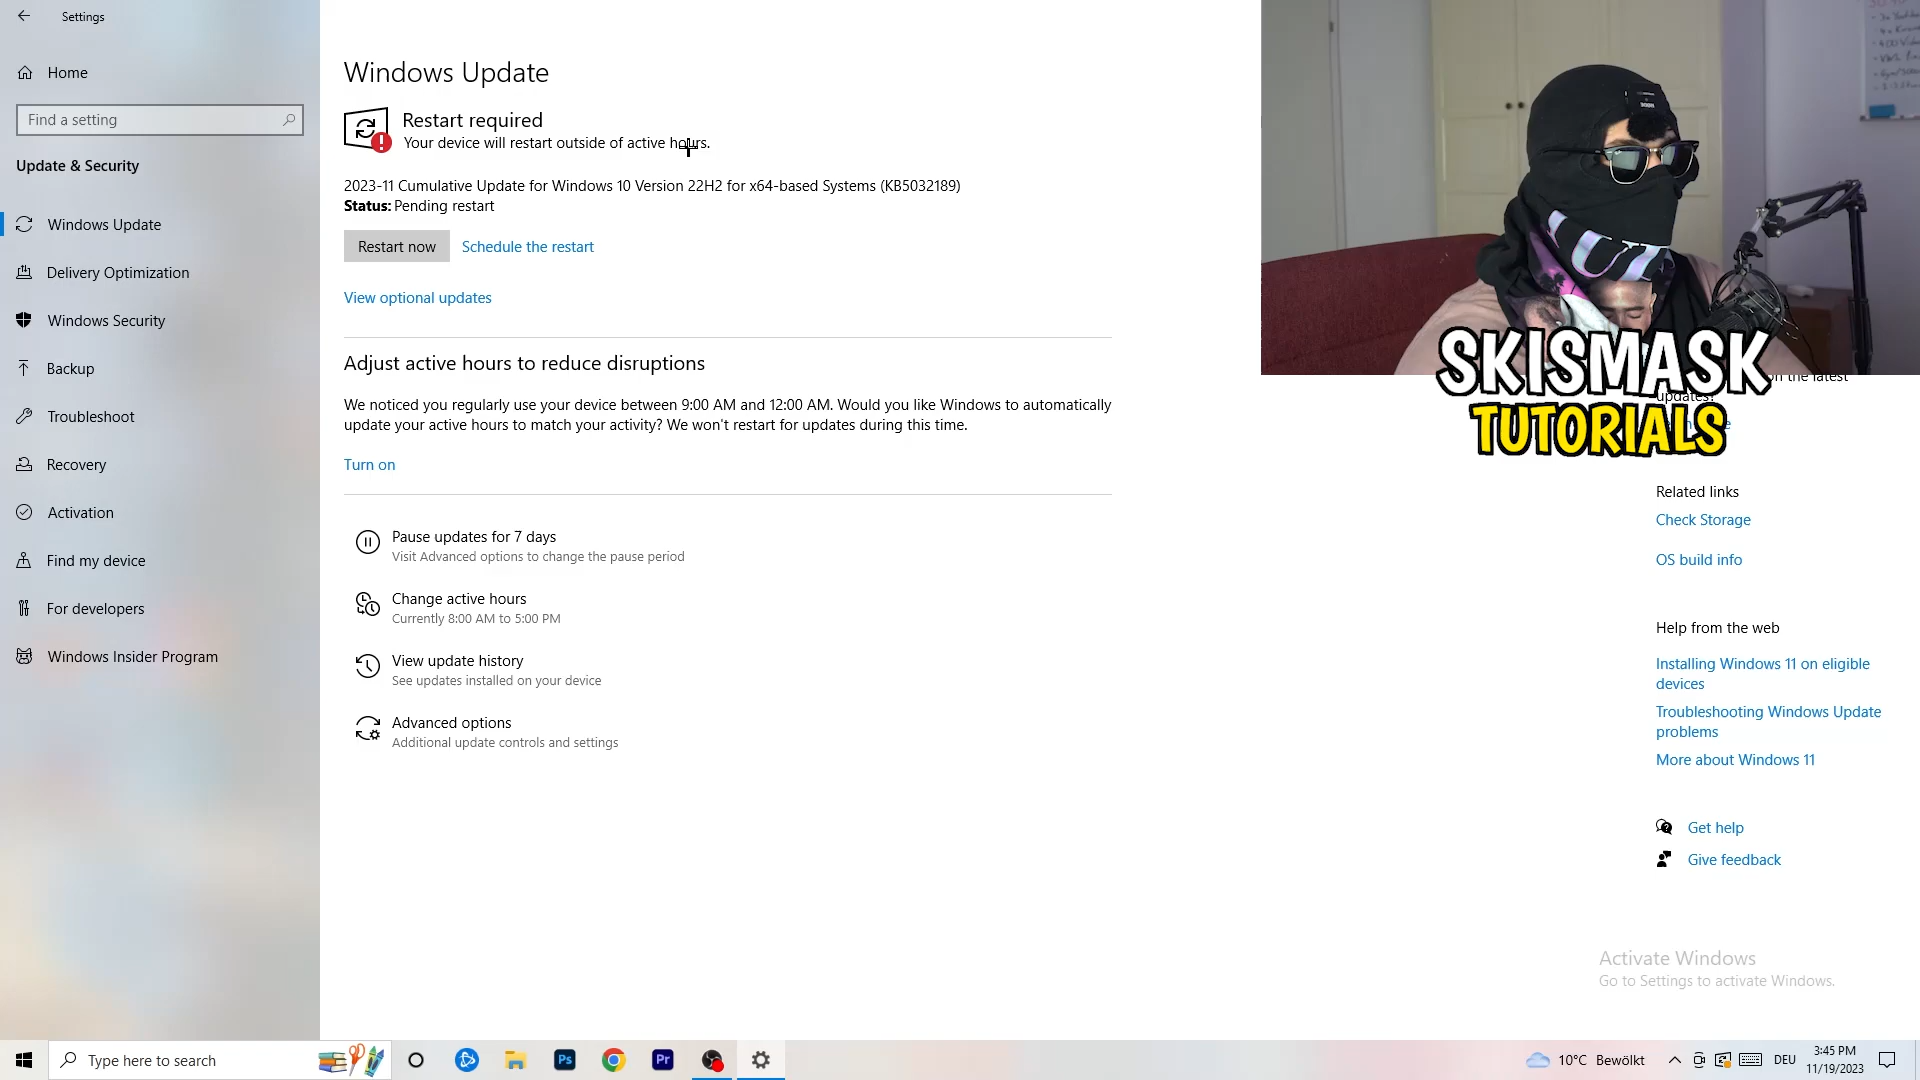 Settings
Home
Find a setting
Update & Security
Windows Update
Delivery Optimization
Windows Security
Backup
Troubleshoot
Recovery
Activation
Find my device
For developers
Windows Insider Program
Windows Update
Restart required
Your device will restart outside of active hours.
2023-11 Cumulative Update for Windows 10 Version 22H2 for x64-based Systems (KB5032189)
Status: Pending restart
Restart now
Schedule the restart
View optional updates
Adjust active hours to reduce disruptions
We noticed you regularly use your device between 9:00 AM and 12:00 AM. Would you like Windows to automatically
update your active hours to match your activity? We won't restart for updates during this time.
Turn on
Pause updates for 7 days
Visit Advanced options to change the pause period
Change active hours
Currently 8:00 AM to 5:00 PM
View update history
See updates installed on your device
Advanced options
Additional update controls and settings
SKISMASK
TUTORIALS
on the latest
updates?
Related links
Check Storage
OS build info
Help from the web
Installing Windows 11 on eligible
devices
Troubleshooting Windows Update
problems
More about Windows 11
Get help
Give feedback
Activate Windows
Go to Settings to activate Windows.
Type here to search
Ps
Pr
10°C Bewölkt
DEU
3:45 PM
11/19/2023